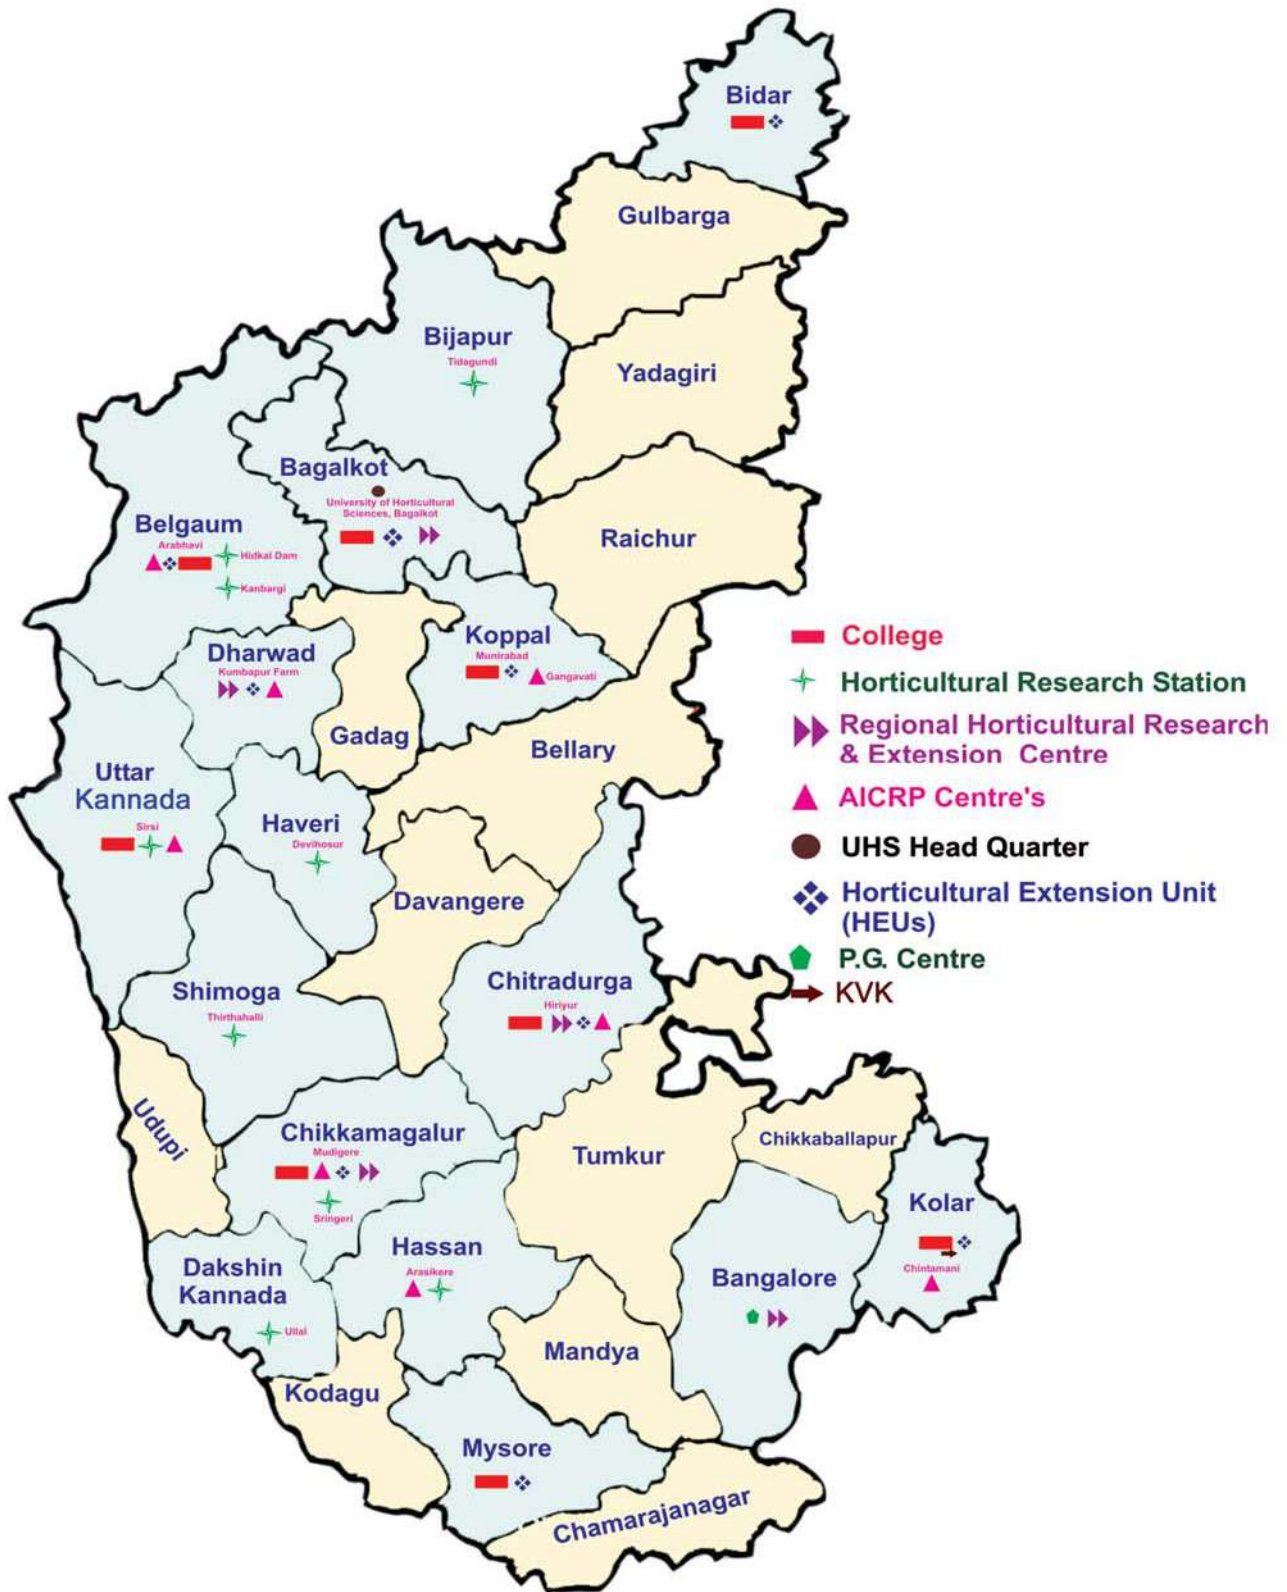 Bidar
Gulbarga
Bijapur
Tidagundi
Yadagiri
Bagalkot
University of Horticultural
Sciences, Bagalkot
Belgaum
Arabhavi
Hidkal Dam
Kanbargi
Raichur
Dharwad
Kumbapur Farm
Koppal
Munirabad
Gangavati
Gadag
Bellary
Uttar
Kannada
Sirsi
Haveri
Devihosur
Davangere
Shimoga
Thirthahalli
Chitradurga
Hiriyur
College
Horticultural Research Station
Regional Horticultural Research
& Extension Centre
AICRP Centre's
UHS Head Quarter
Horticultural Extension Unit
(HEUs)
P.G. Centre
KVK
Udupi
Chikkamagalur
Mudigere
Sringeri
Tumkur
Chikkaballapur
Kolar
Chintamani
Hassan
Arasikere
Dakshin
Kannada
Ullal
Bangalore
Mandya
Kodagu
Mysore
Chamarajanagar